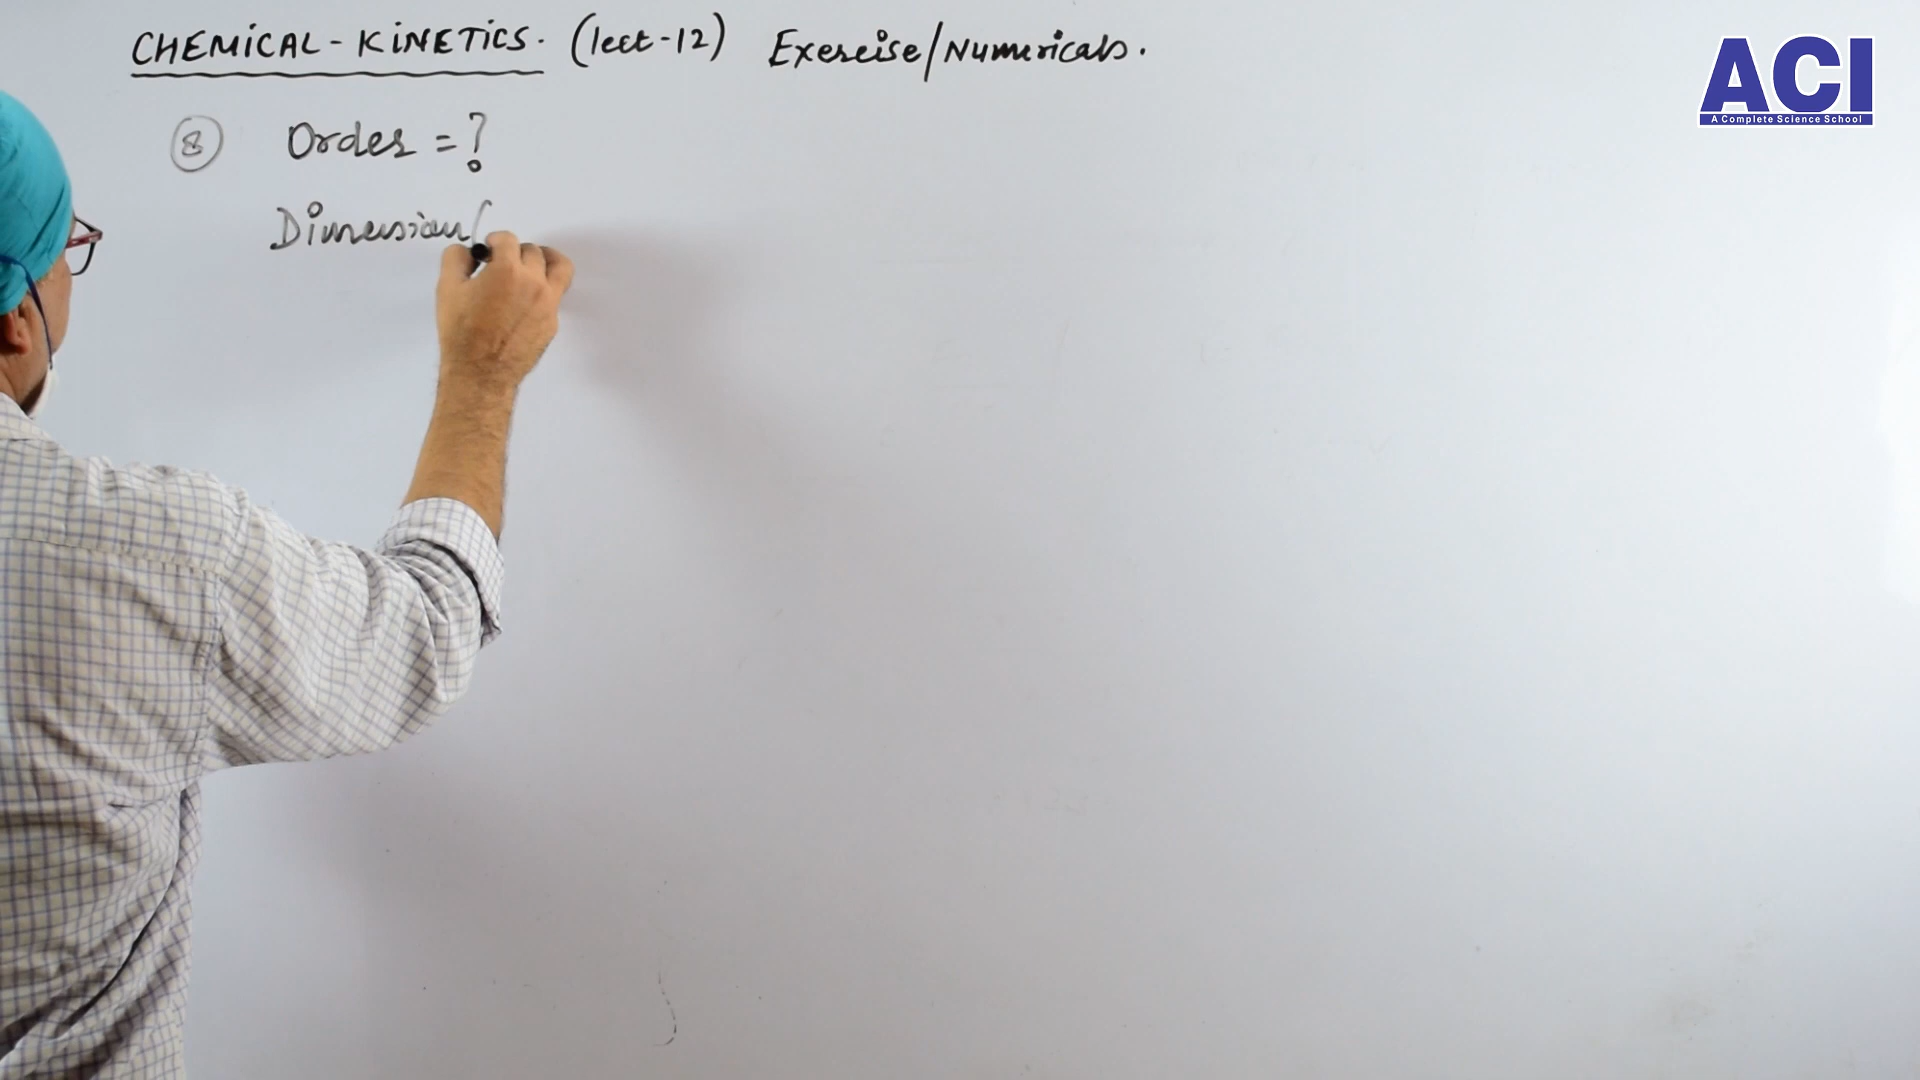 CHEMICAL-KINETICS. (lect-12) Exercise/Numericals.
ACI
A Complete Science School
8 Order = ?
Dimension(